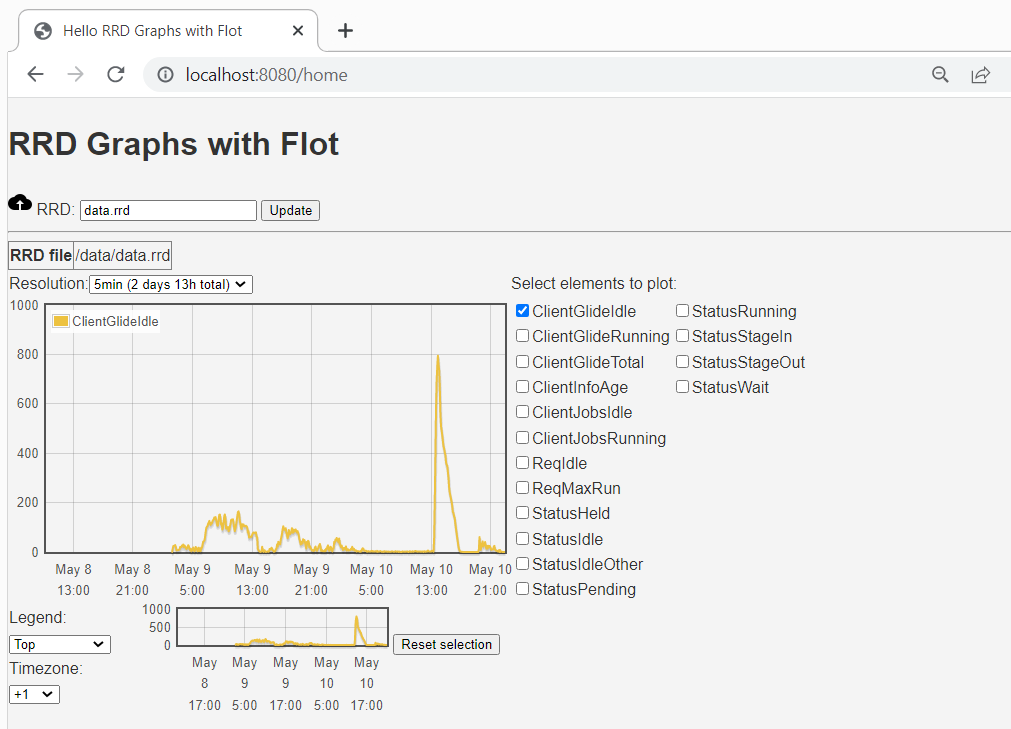 Hello RRD Graphs with Flot
localhost:8080/home
RRD Graphs with Flot
RRD: data.rrd Update
RRD file /data/data.rrd
Resolution: 5min (2 days 13h total)
1000
800
600
400
200
0
ClientGlideIdle
May 8 May 8 May 9 May 9 May 9 May 10 May 10 May 10
13:00 21:00 5:00 13:00 21:00 5:00 13:00 21:00
Select elements to plot:
ClientGlideIdle StatusRunning
ClientGlideRunning StatusStageIn
ClientGlideTotal StatusStageOut
ClientInfoAge StatusWait
ClientJobsIdle
ClientJobsRunning
ReqIdle
ReqMaxRun
StatusHeld
StatusIdle
StatusIdleOther
StatusPending
Legend:
Top
Timezone:
+1
1000
500
0
May May May May May
8 9 9 10 10
17:00 5:00 17:00 5:00 17:00
Reset selection